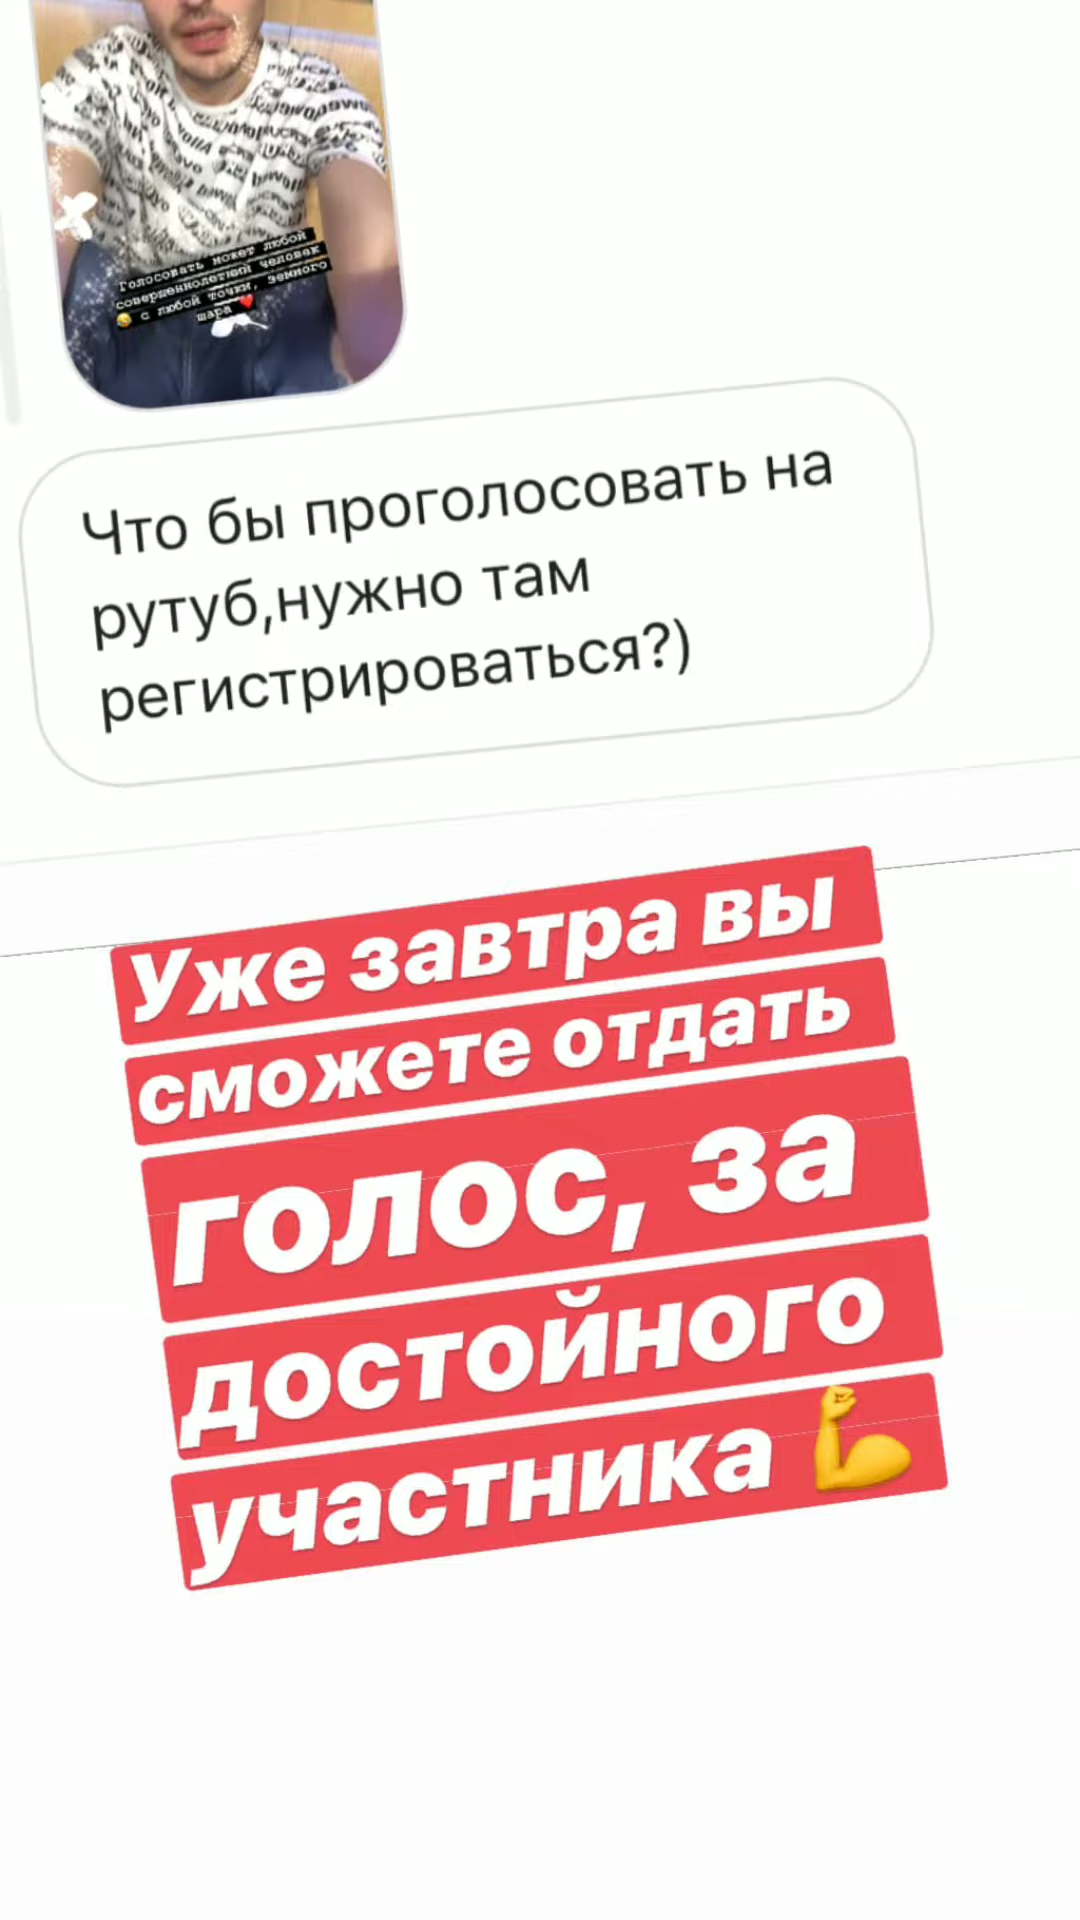 Голосовать может любой
совершеннолетний человек
с любой точки, земного
шара ❤️
Что бы проголосовать на
рутуб,нужно там
регистрироваться?)
Уже завтра вы
сможете отдать
голос, за
достойного
участника 💪